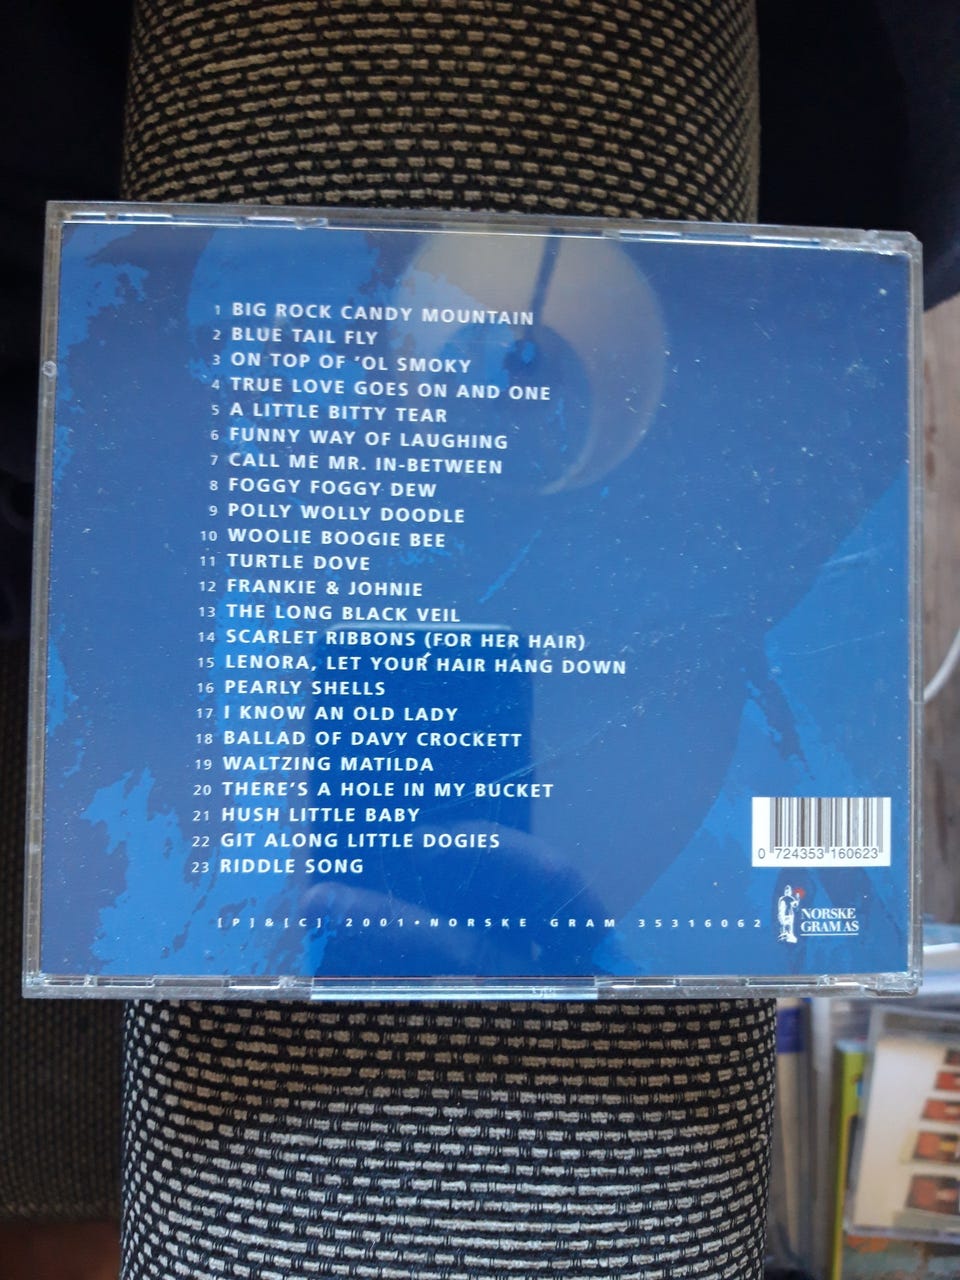 1 BIG ROCK CANDY MOUNTAIN
2 BLUE TAIL FLY
3 ON TOP OF 'OL SMOKY
4 TRUE LOVE GOES ON AND ONE
5 A LITTLE BITTY TEAR
6 FUNNY WAY OF LAUGHING
7 CALL ME MR. IN-BETWEEN
8 FOGGY FOGGY DEW
9 POLLY WOLLY DOODLE
10 WOOLIE BOOGIE BEE
11 TURTLE DOVE
12 FRANKIE & JOHNIE
13 THE LONG BLACK VEIL
14 SCARLET RIBBONS (FOR HER HAIR)
15 LENORA, LET YOUR HAIR HANG DOWN
16 PEARLY SHELLS
17 I KNOW AN OLD LADY
18 BALLAD OF DAVY CROCKETT
19 WALTZING MATILDA
20 THERE'S A HOLE IN MY BUCKET
21 HUSH LITTLE BABY
22 GIT ALONG LITTLE DOGIES
23 RIDDLE SONG
0 724353 160623
[P]&[C] 2001•NORSKE GRAM 35316062
NORSKE
GRAM AS